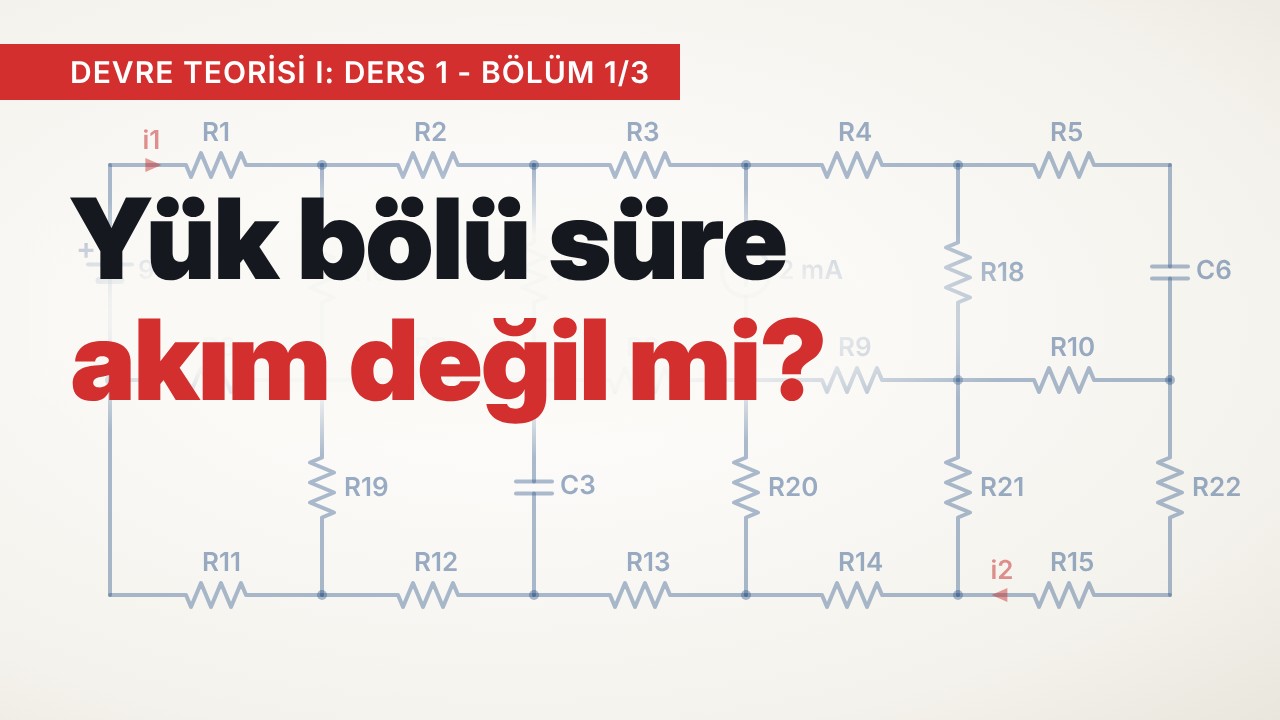 DEVRE TEORİSİ I: DERS 1 - BÖLÜM 1/3
i1 R1 R2 R3 R4 R5
Yük bölü süre
+ mA R18 C6
akım değil mi?
R9 R10
R19 C3 R20 R21 R22
R11 R12 R13 R14 i2 R15